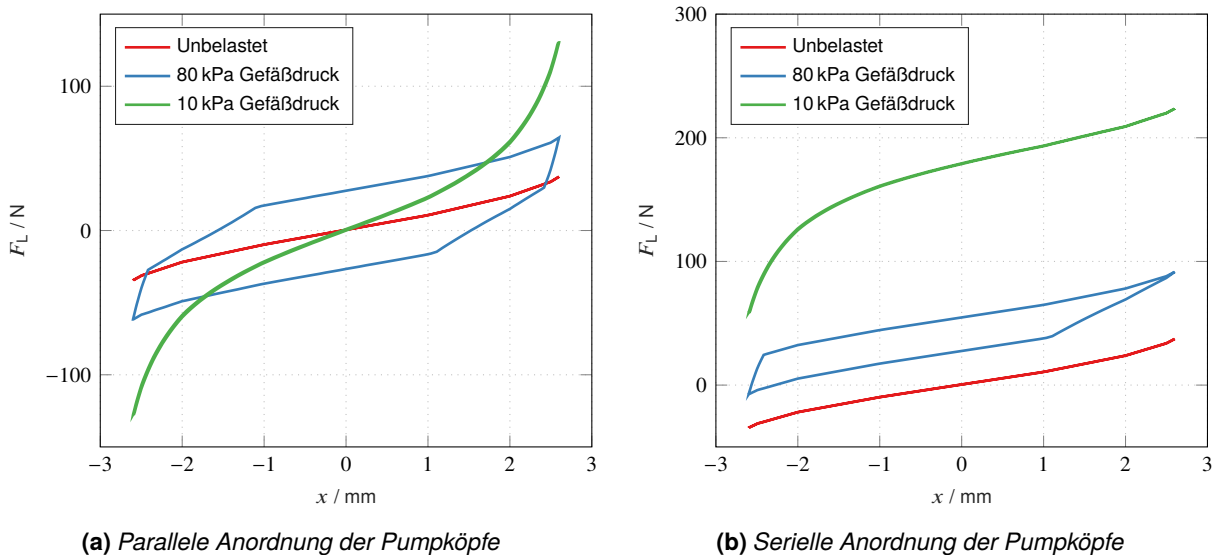 Unbelastet
80 kPa Gefäßdruck
10 kPa Gefäßdruck
100
0
−100
F_L / N
−3 −2 −1 0 1 2 3
x / mm
(a) Parallele Anordnung der Pumpköpfe
Unbelastet
80 kPa Gefäßdruck
10 kPa Gefäßdruck
300
200
100
0
F_L / N
−3 −2 −1 0 1 2 3
x / mm
(b) Serielle Anordnung der Pumpköpfe